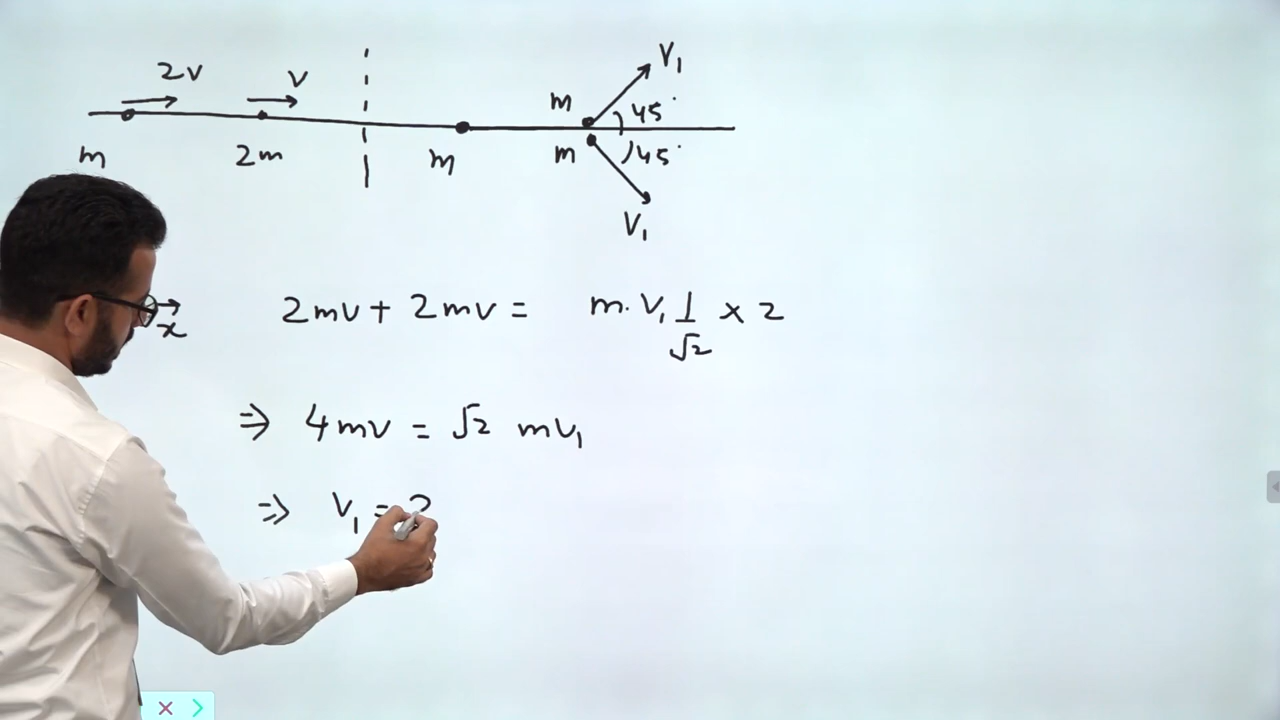 2v v V₁
m 45°
m 2m m m 45°
V₁
x 2mv + 2mv = m. V₁ 1/√2 × 2
⇒ 4mv = √2 mv₁
⇒ V₁ = 2